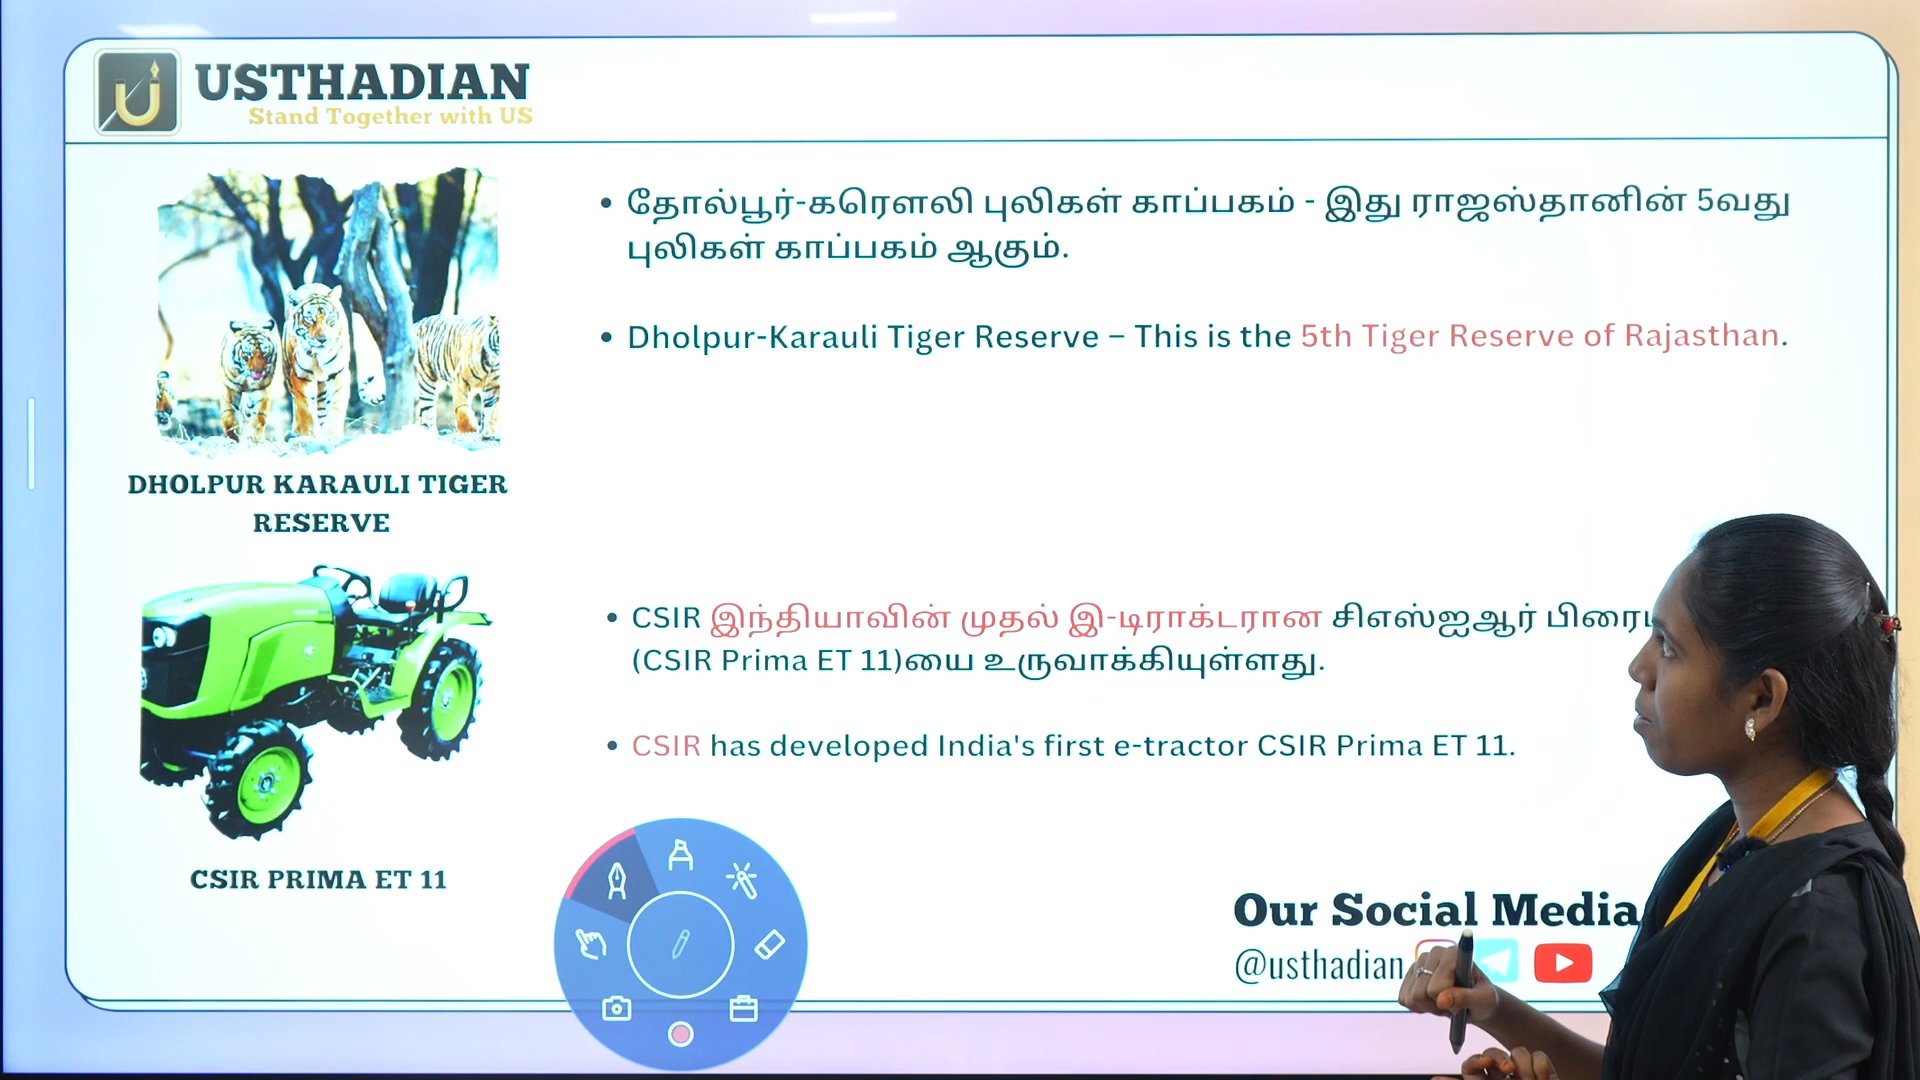 USTHADIAN
Stand Together with US
தோல்பூர்-கரௌலி புலிகள் காப்பகம் - இது ராஜஸ்தானின் 5வது
புலிகள் காப்பகம் ஆகும்.
Dholpur-Karauli Tiger Reserve – This is the 5th Tiger Reserve of Rajasthan.
DHOLPUR KARAULI TIGER
RESERVE
CSIR இந்தியாவின் முதல் இ-டிராக்டரான சிஎஸ்ஐஆர்
(CSIR Prima ET 11)யை உருவாக்கியுள்ளது.
CSIR has developed India's first e-tractor CSIR Prima ET 11.
CSIR PRIMA ET 11
Our Social Media
@usthadian